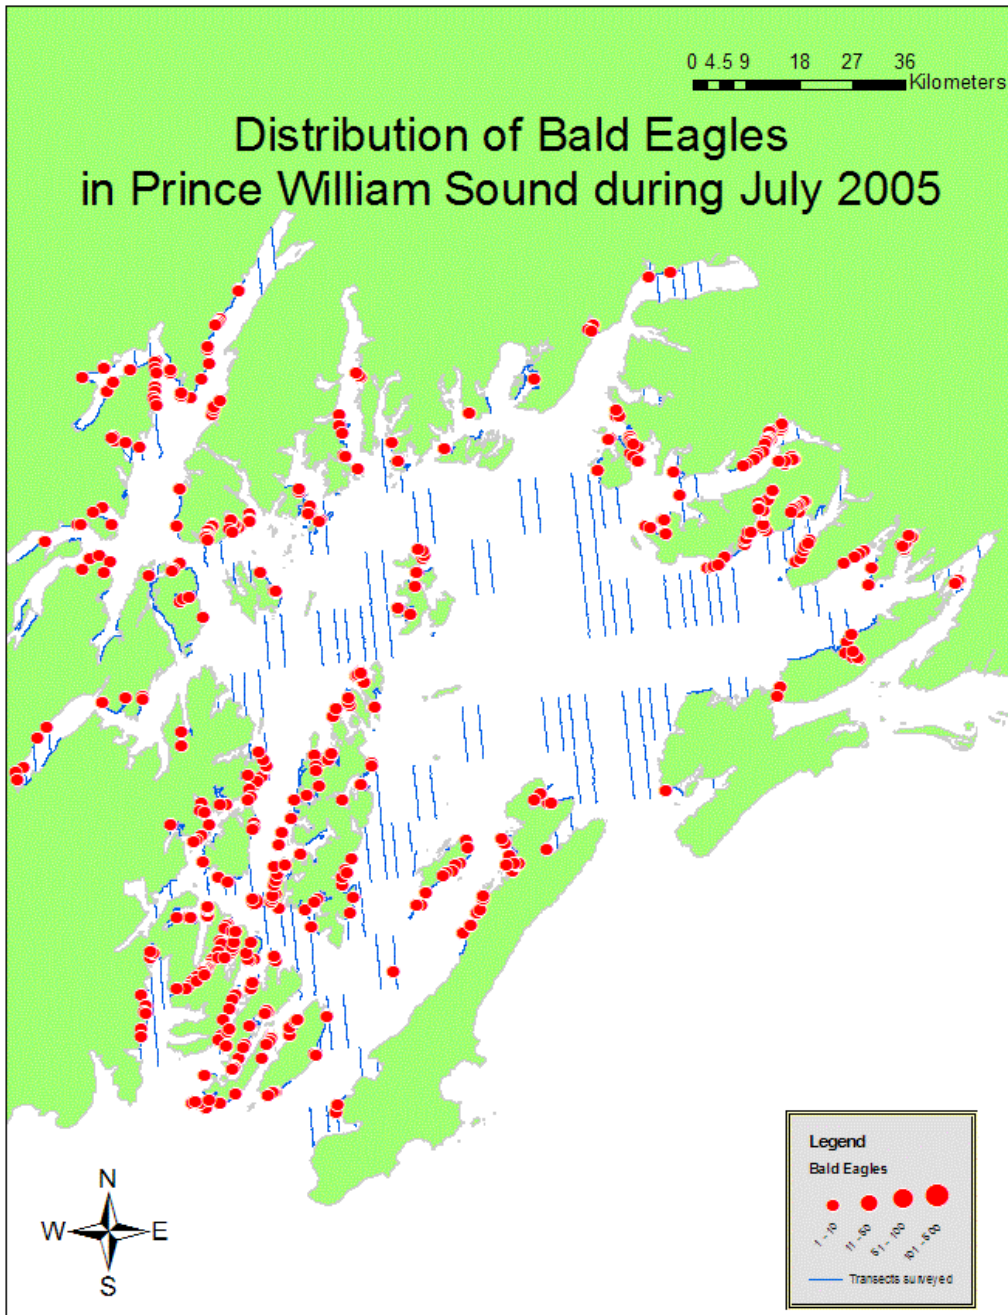 0 4.5 9 18 27 36
Kilometers
Distribution of Bald Eagles
in Prince William Sound during July 2005
N
W E
S
Legend
Bald Eagles
1 - 10
11 - 50
51 - 100
101 - 500
Transects surveyed